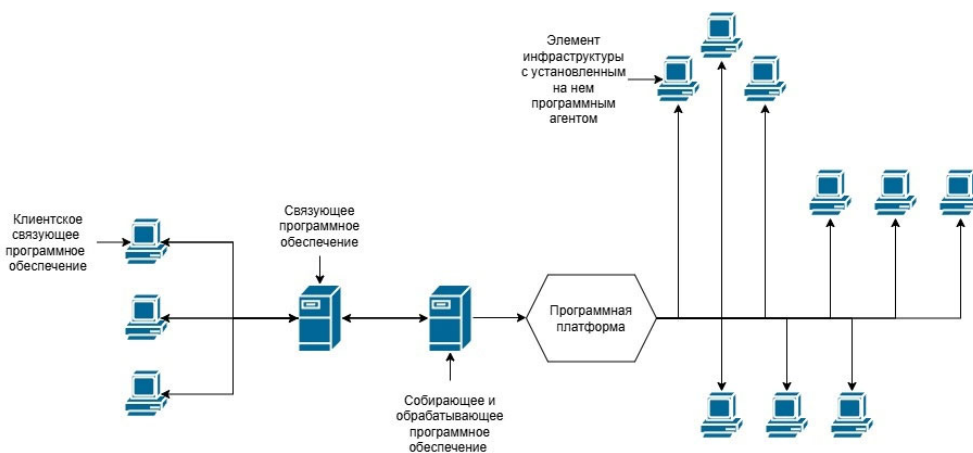 Элемент
инфраструктуры
с установленным
на нем
программным
агентом
Клиентское
связующее
программное
обеспечение
Связующее
программное
обеспечение
Программная
платформа
Собирающее и
обрабатывающее
программное
обеспечение